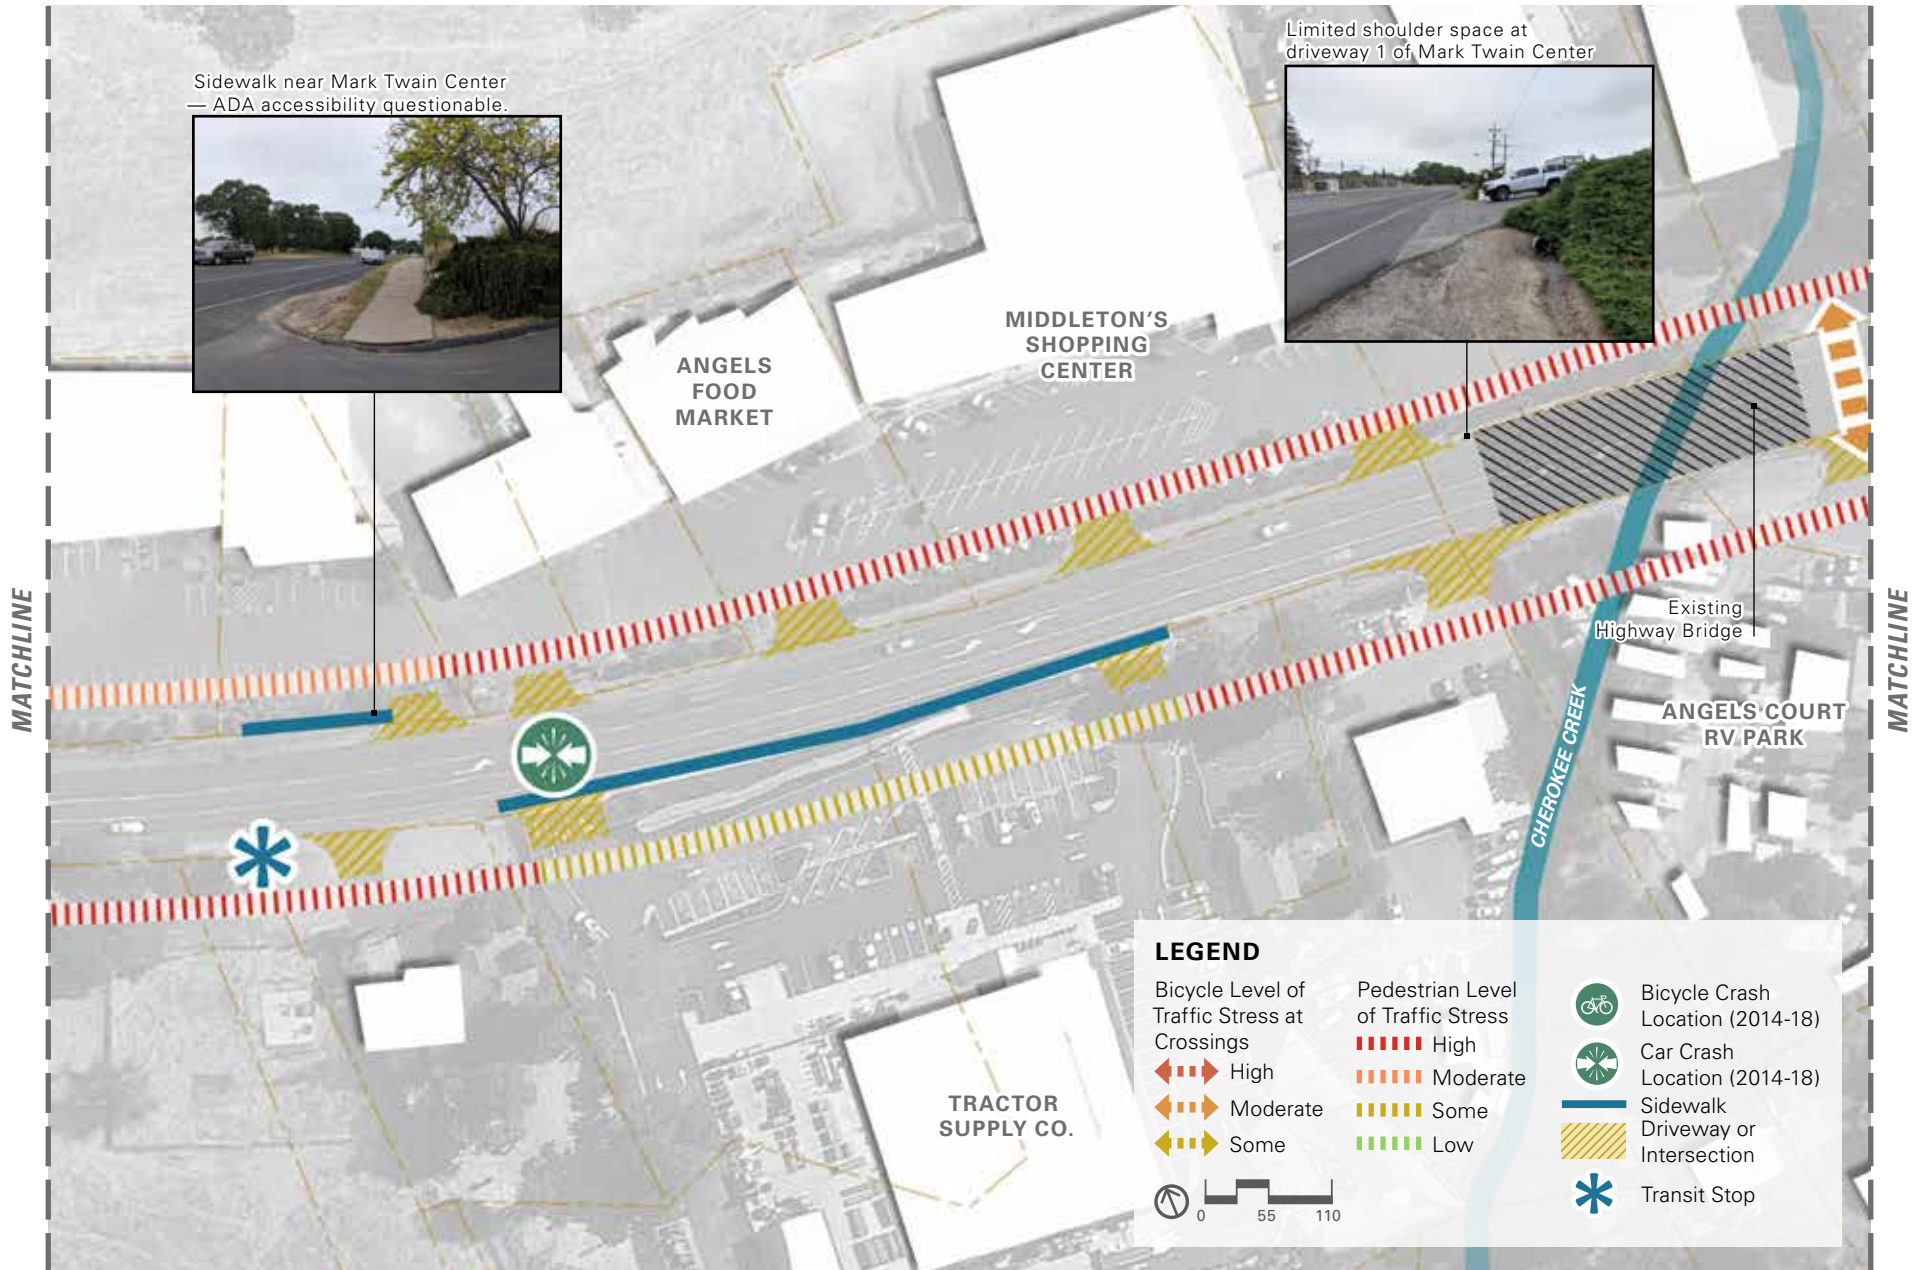 Sidewalk near Mark Twain Center
— ADA accessibility questionable.
Limited shoulder space at
driveway 1 of Mark Twain Center
ANGELS
FOOD
MARKET
MIDDLETON'S
SHOPPING
CENTER
MATCHLINE
MATCHLINE
Existing
Highway Bridge
ANGELS COURT
RV PARK
CHEROKEE CREEK
TRACTOR
SUPPLY CO.
LEGEND
Bicycle Level of
Traffic Stress at
Crossings
High
Moderate
Some
0 55 110
Pedestrian Level
of Traffic Stress
High
Moderate
Some
Low
Bicycle Crash
Location (2014-18)
Car Crash
Location (2014-18)
Sidewalk
Driveway or
Intersection
Transit Stop